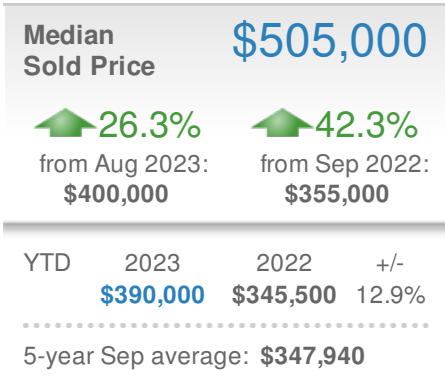 Median
Sold Price
$505,000
26.3%
from Aug 2023:
$400,000
42.3%
from Sep 2022:
$355,000
YTD 2023 2022 +/-
$390,000 $345,500 12.9%
5-year Sep average: $347,940